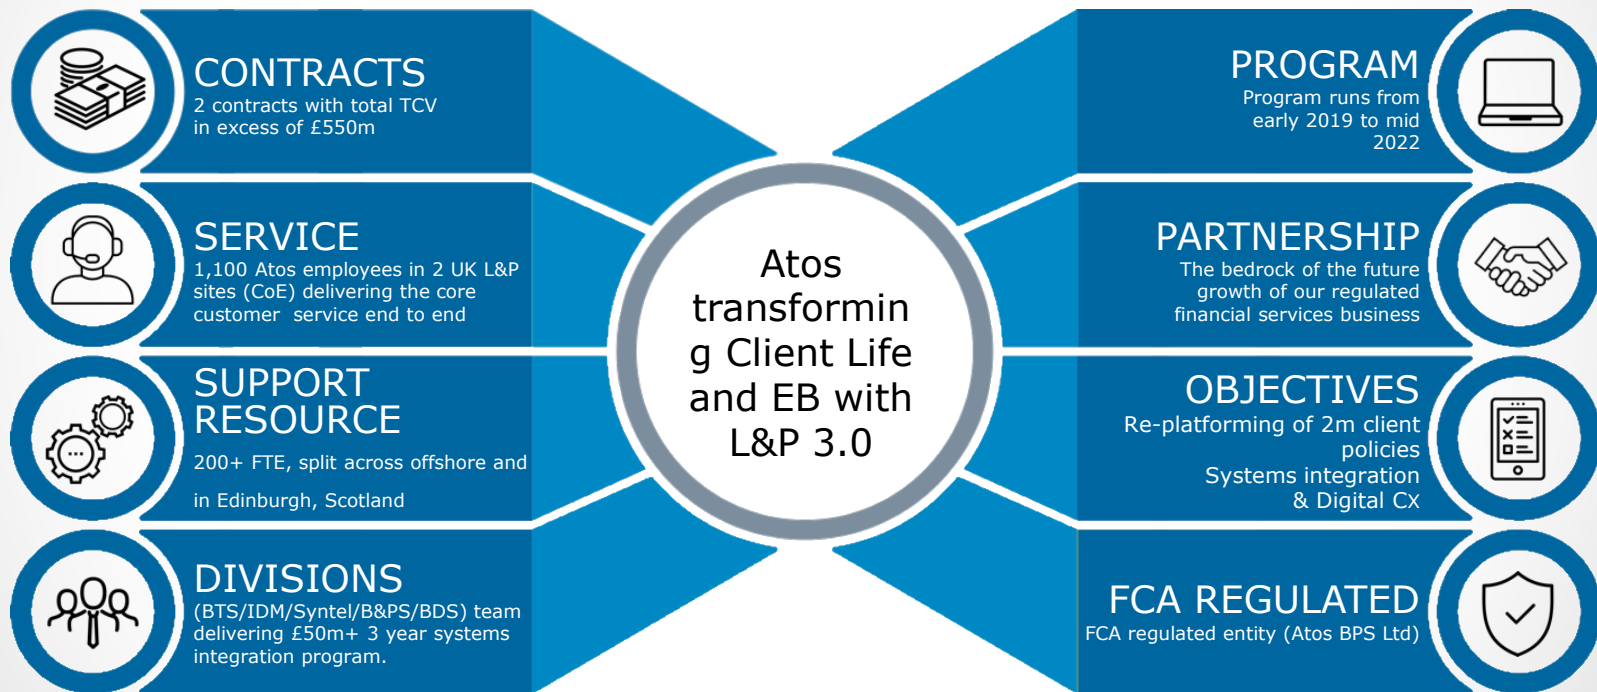 CONTRACTS
2 contracts with total TCV
in excess of £550m
SERVICE
1,100 Atos employees in 2 UK L&P
sites (CoE) delivering the core
customer  service end to end
SUPPORT
RESOURCE
200+ FTE, split across offshore and
in Edinburgh, Scotland
DIVISIONS
(BTS/IDM/Syntel/B&PS/BDS) team
delivering £50m+ 3 year systems
integration program.
Atos
transformin
g Client Life
and EB with
L&P 3.0
PROGRAM
Program runs from
early 2019 to mid
2022
PARTNERSHIP
The bedrock of the future
growth of our regulated
financial services business
OBJECTIVES
Re-platforming of 2m client
policies
Systems integration
& Digital Cx
FCA REGULATED
FCA regulated entity (Atos BPS Ltd)